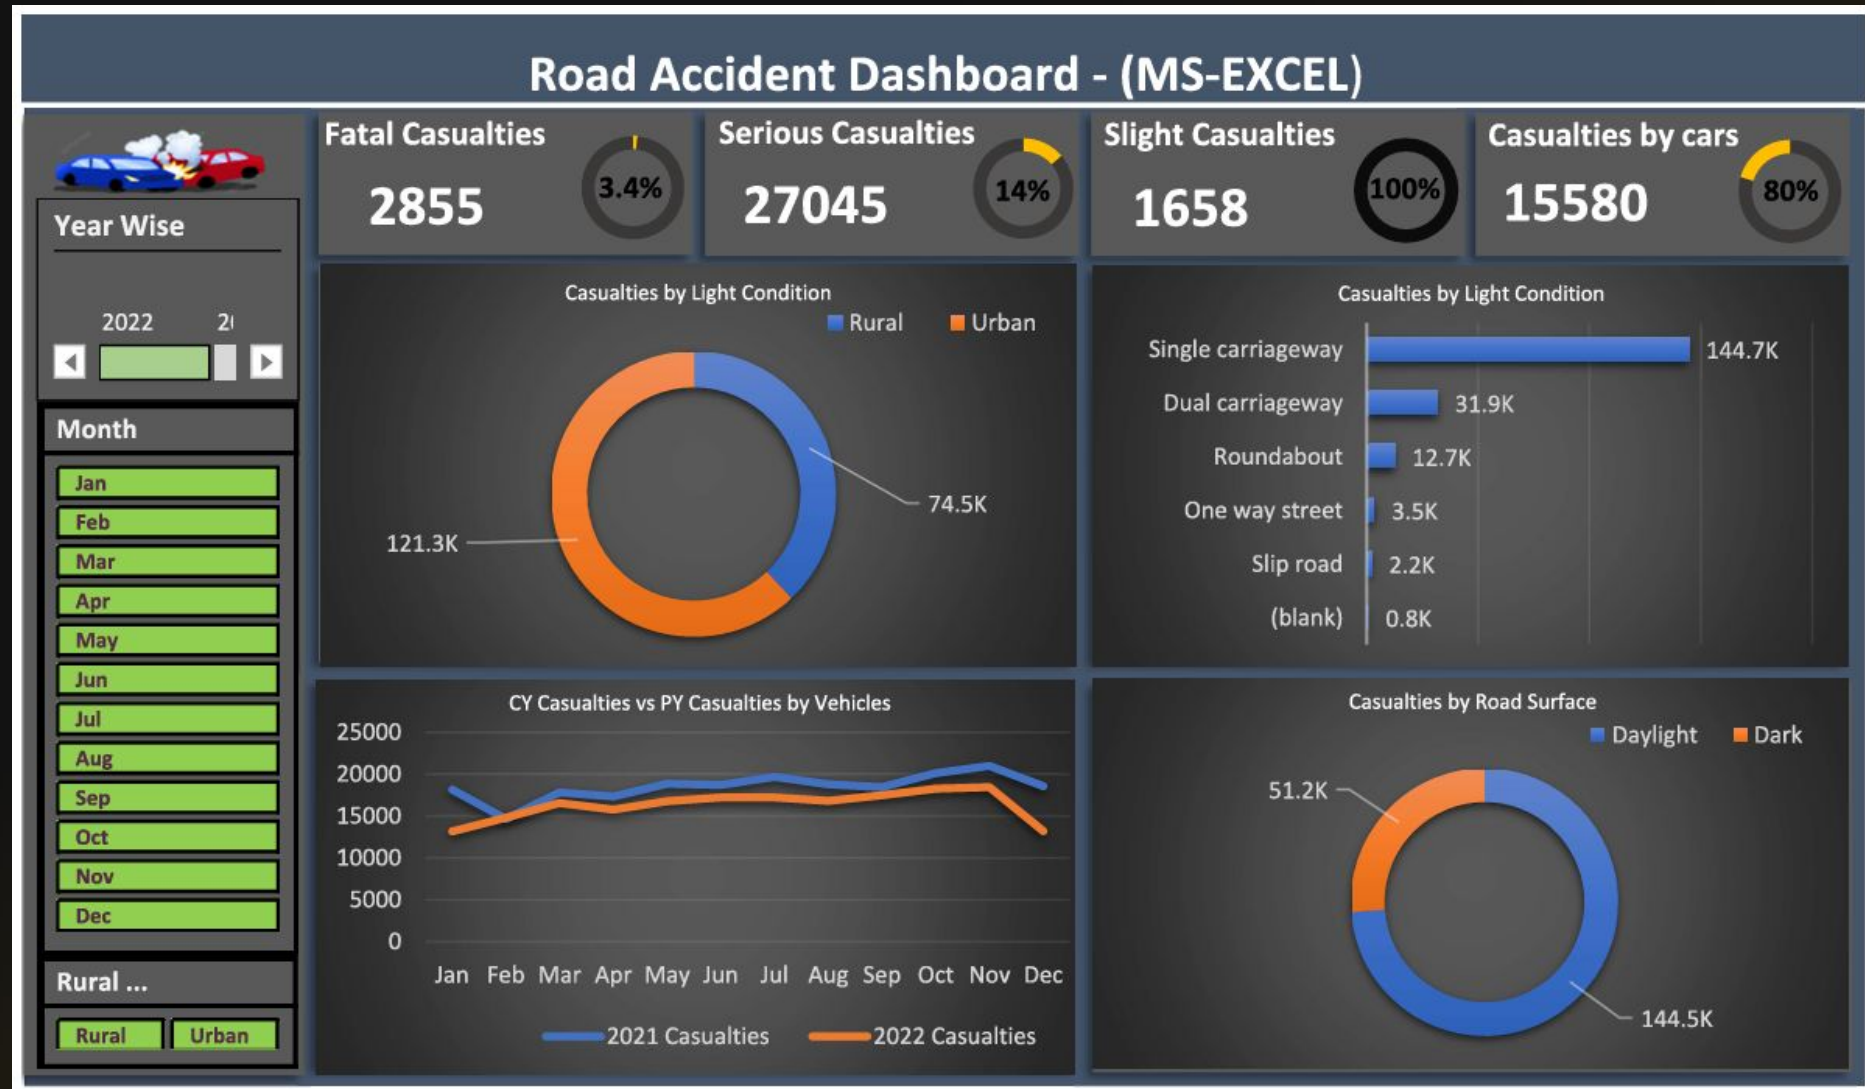 Road Accident Dashboard - (MS-EXCEL)
Fatal Casualties
2855
3.4%
Serious Casualties
27045
14%
Slight Casualties
1658
100%
Casualties by cars
15580
80%
Year Wise
2022
Month
Jan
Feb
Mar
Apr
May
Jun
Jul
Aug
Sep
Oct
Nov
Dec
Rural ...
Rural Urban
Casualties by Light Condition
Rural Urban
74.5K
121.3K
Casualties by Light Condition
Single carriageway 144.7K
Dual carriageway 31.9K
Roundabout 12.7K
One way street 3.5K
Slip road 2.2K
(blank) 0.8K
CY Casualties vs PY Casualties by Vehicles
25000
20000
15000
10000
5000
0
Jan Feb Mar Apr May Jun Jul Aug Sep Oct Nov Dec
2021 Casualties 2022 Casualties
Casualties by Road Surface
Daylight Dark
51.2K
144.5K